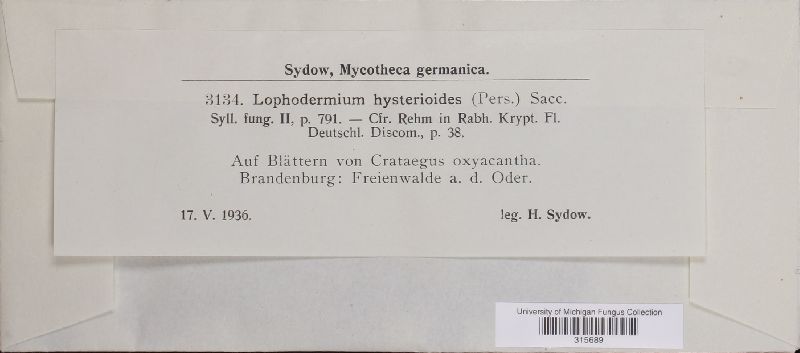 Sydow, Mycotheca germanica.
3134. Lophodermium hysterioides (Pers.) Sacc.
Syll. fung. II, p. 791. — Cfr. Rehm in Rabh. Krypt. Fl.
Deutschl. Discom., p. 38.
Auf Blättern von Crataegus oxyacantha.
Brandenburg: Freienwalde a. d. Oder.
17. V. 1936. leg. H. Sydow.
University of Michigan Fungus Collection
315689